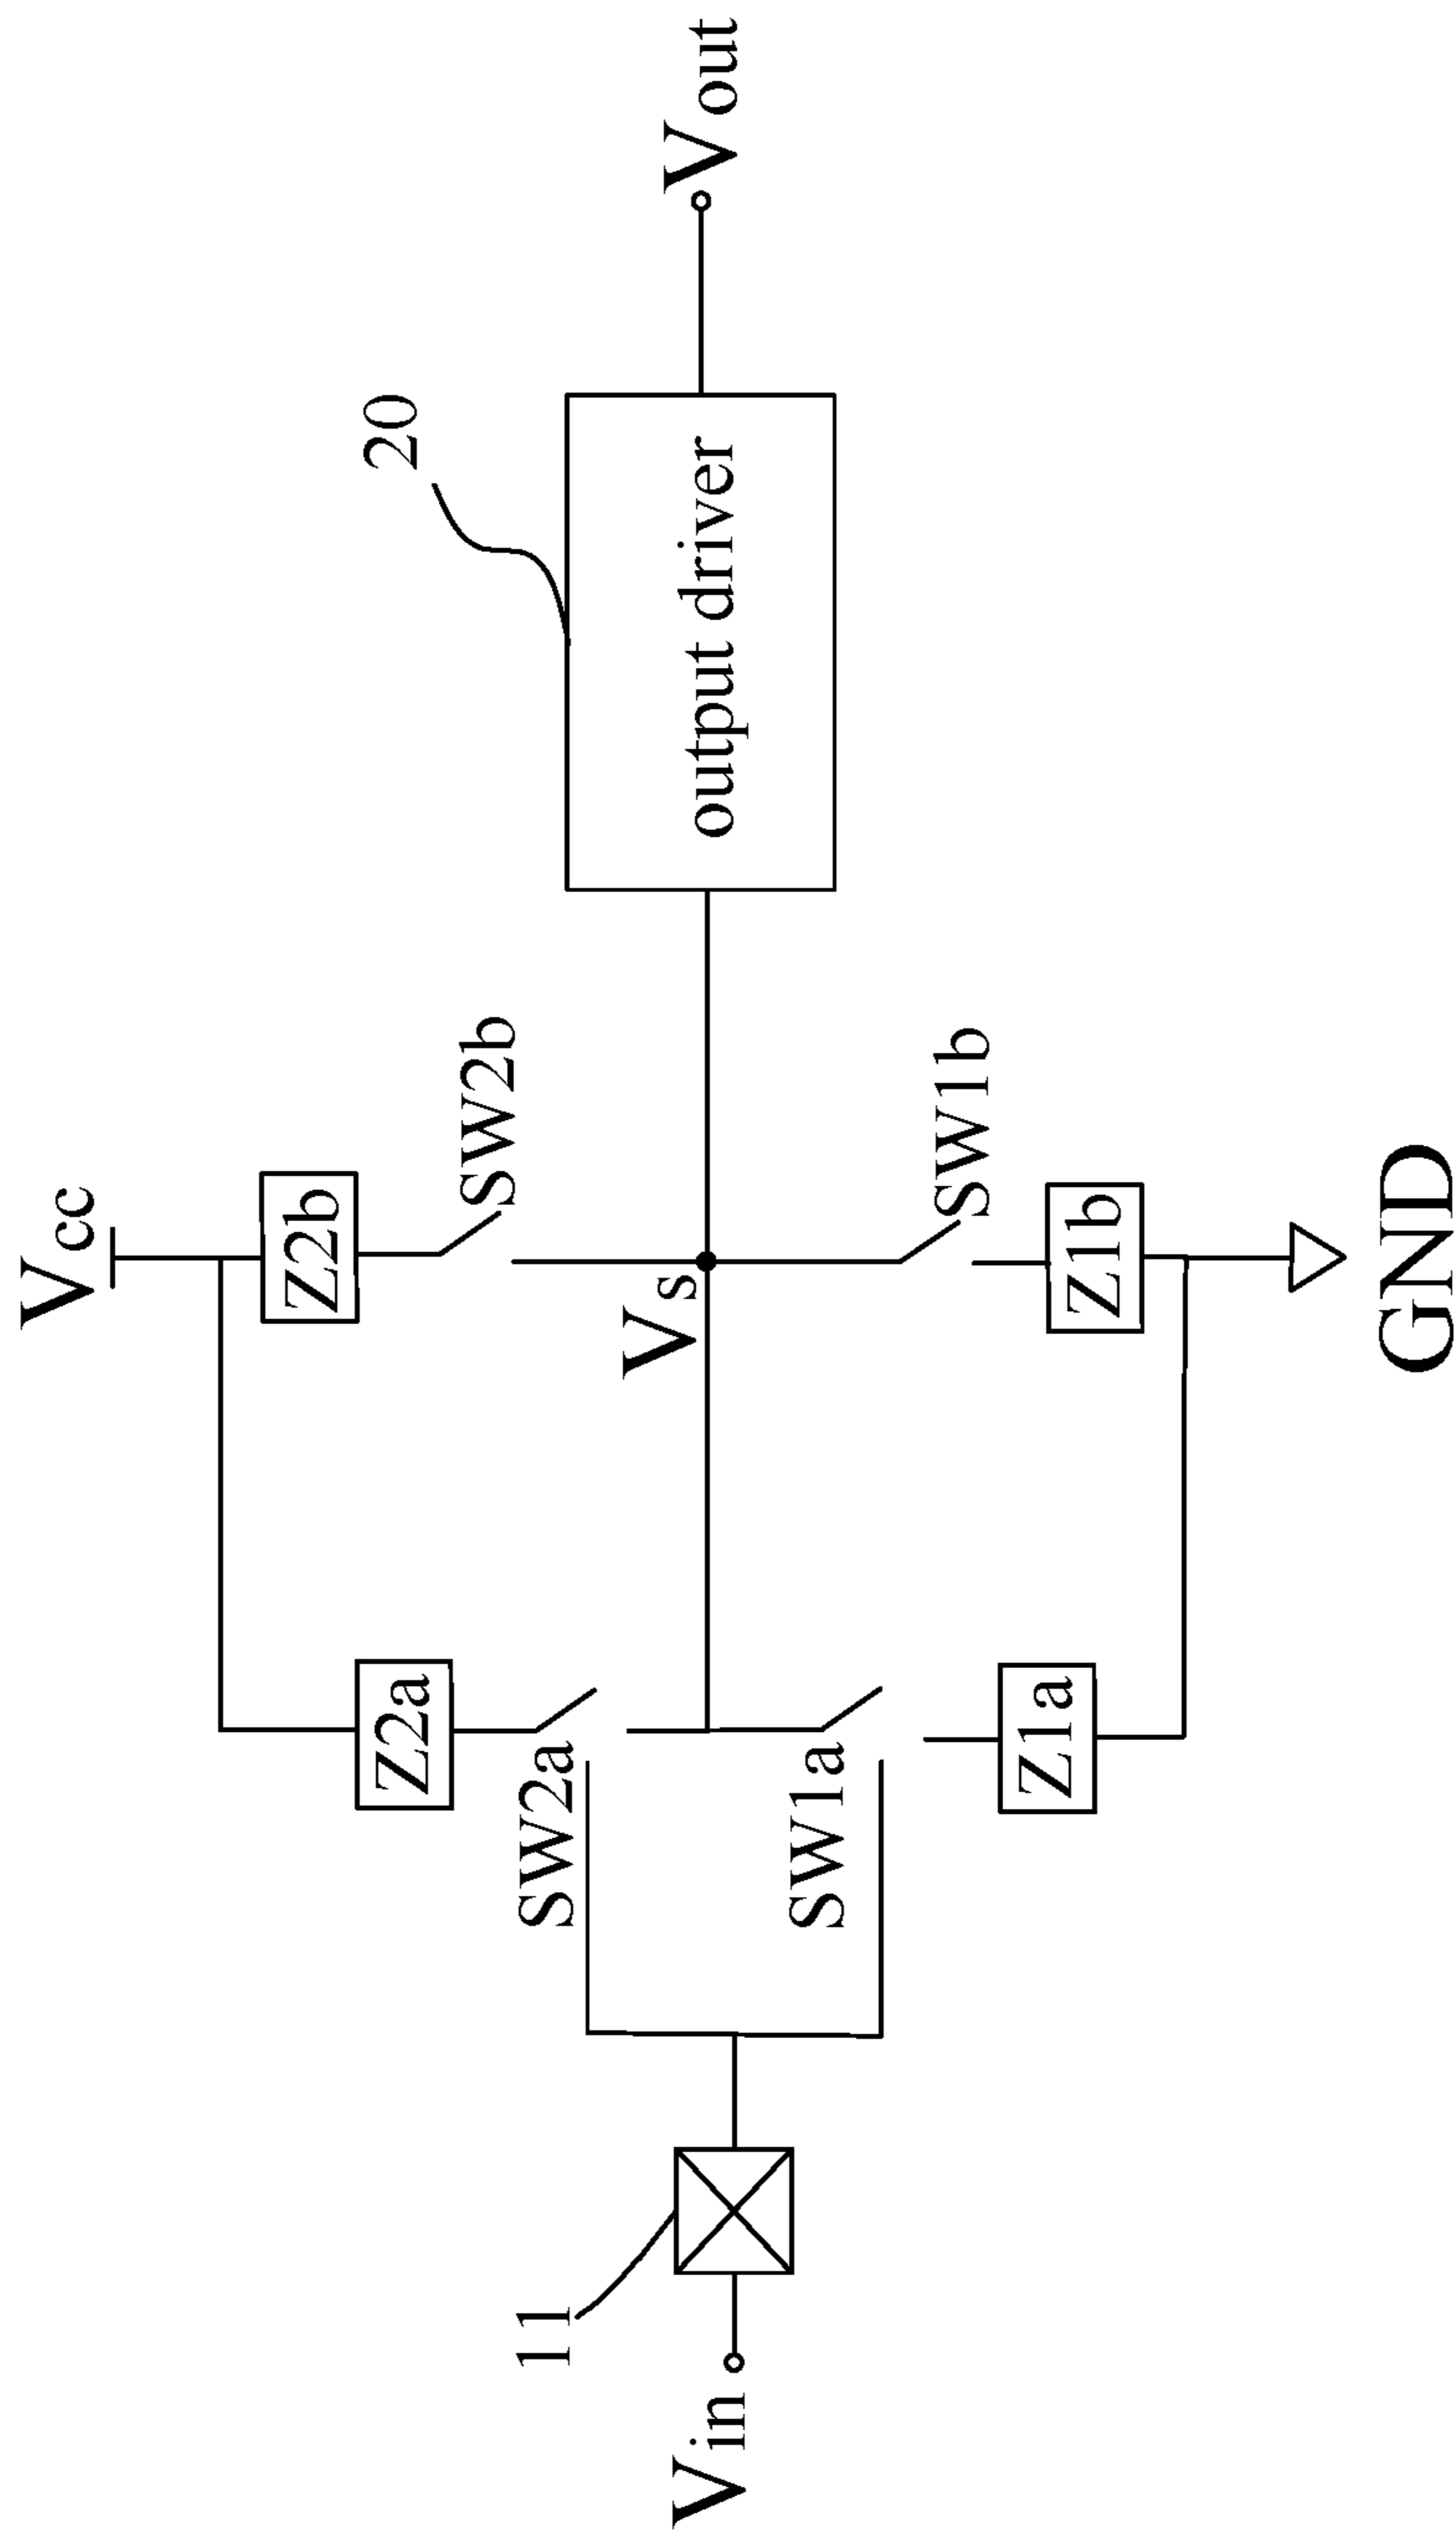 Vcc
Z2a
Z2b
SW2a
SW2b
20
11
Vin
Vs
output driver
Vout
SW1a
SW1b
Z1a
Z1b
GND